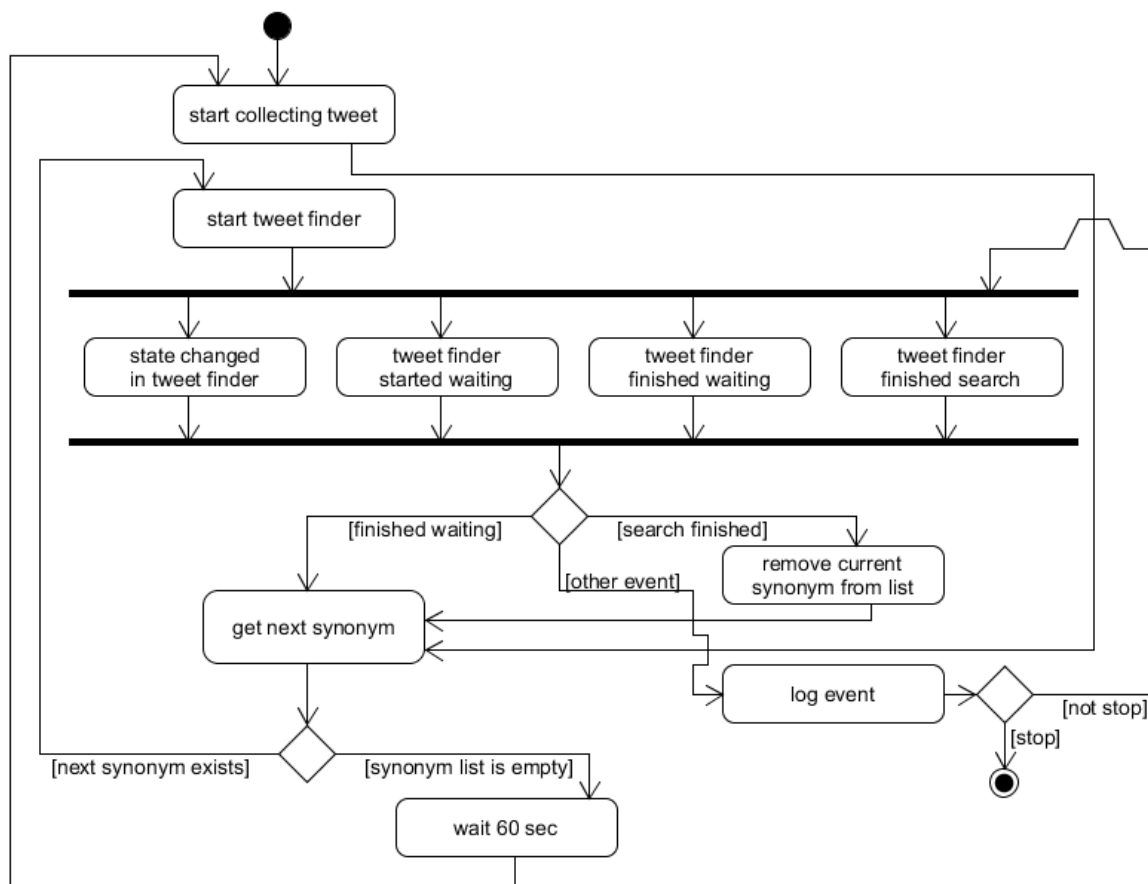 start collecting tweet
start tweet finder
state changed
in tweet finder
tweet finder
started waiting
tweet finder
finished waiting
tweet finder
finished search
[finished waiting]
[search finished]
[other event]
remove current
synonym from list
get next synonym
log event
[not stop]
[stop]
[next synonym exists]
[synonym list is empty]
wait 60 sec